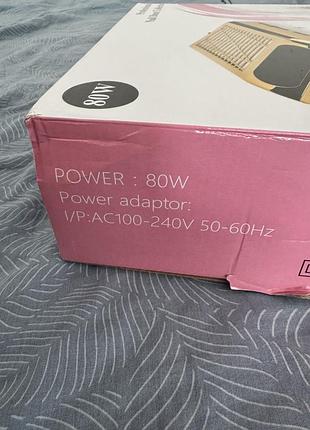 80W
POWER : 80W
Power adaptor:
I/P:AC100-240V 50-60Hz